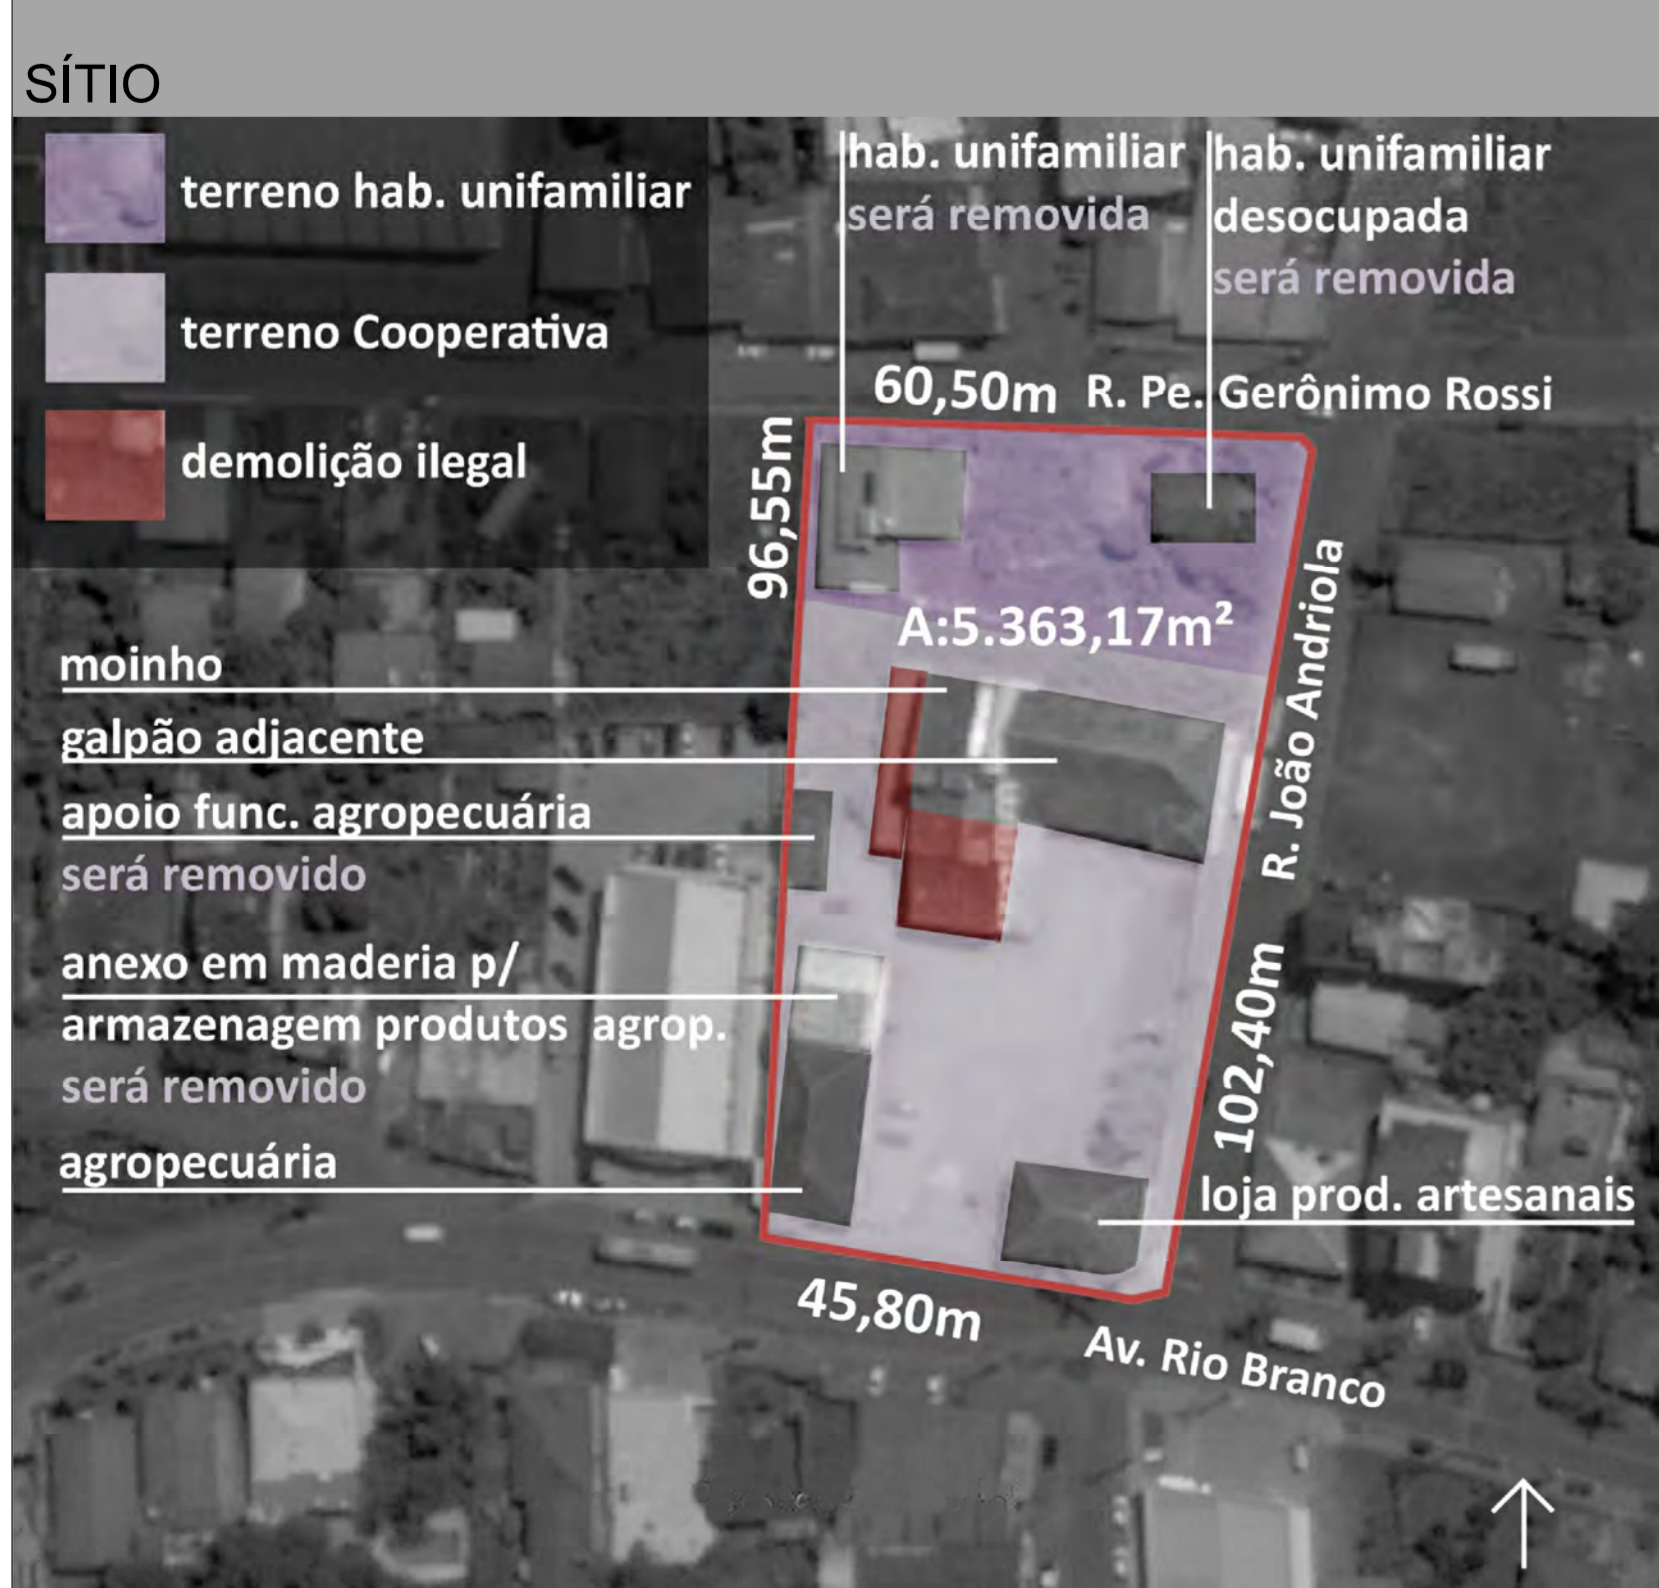 SÍTIO
terreno hab. unifamiliar
terreno Cooperativa
demolição ilegal
hab. unifamiliar
será removida
hab. unifamiliar
desocupada
será removida
60,50m R. Pe. Gerônimo Rossi
96,55m
A:5.363,17m²
R. João Andriola
102,40m
moinho
galpão adjacente
apoio func. agropecuária
será removido
anexo em maderia p/
armazenagem produtos agrop.
será removido
agropecuária
loja prod. artesanais
45,80m
Av. Rio Branco